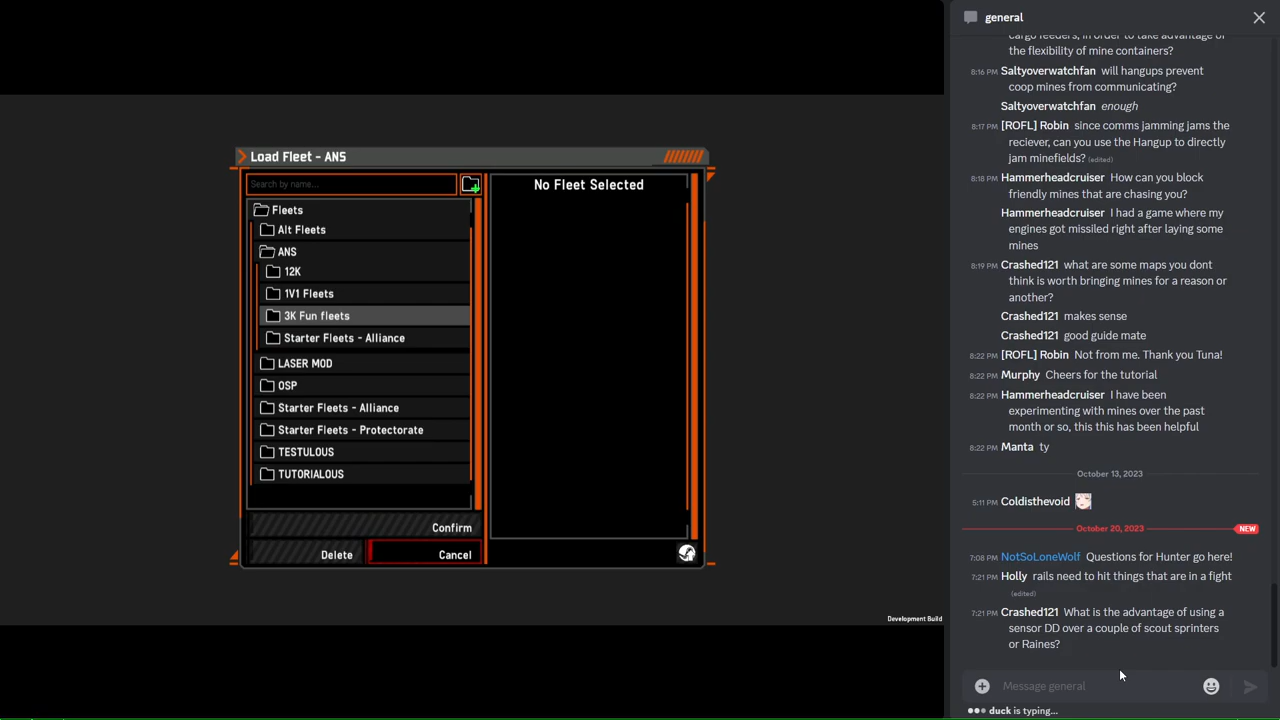 Load Fleet - ANS
Search by name...
Fleets
Alt Fleets
ANS
12K
1V1 Fleets
3K Fun fleets
Starter Fleets - Alliance
LASER MOD
OSP
Starter Fleets - Alliance
Starter Fleets - Protectorate
TESTULOUS
TUTORIALOUS
Confirm
Delete
Cancel
No Fleet Selected
Development Build
general
cargo feeders, in order to take advantage of
the flexibility of mine containers?
8:16 PM Saltyoverwatchfan will hangups prevent
coop mines from communicating?
Saltyoverwatchfan enough
8:17 PM [ROFL] Robin since comms jamming jams the
reciever, can you use the Hangup to directly
jam minefields? (edited)
8:18 PM Hammerheadcruiser How can you block
friendly mines that are chasing you?
Hammerheadcruiser I had a game where my
engines got missiled right after laying some
mines
8:19 PM Crashed121 what are some maps you dont
think is worth bringing mines for a reason or
another?
Crashed121 makes sense
Crashed121 good guide mate
8:22 PM [ROFL] Robin Not from me. Thank you Tuna!
8:22 PM Murphy Cheers for the tutorial
8:22 PM Hammerheadcruiser I have been
experimenting with mines over the past
month or so, this this has been helpful
8:22 PM Manta ty
October 13, 2023
5:11 PM Coldisthevoid
October 20, 2023 NEW
7:08 PM NotSoLoneWolf Questions for Hunter go here!
7:21 PM Holly rails need to hit things that are in a fight
(edited)
7:21 PM Crashed121 What is the advantage of using a
sensor DD over a couple of scout sprinters
or Raines?
Message general
duck is typing...